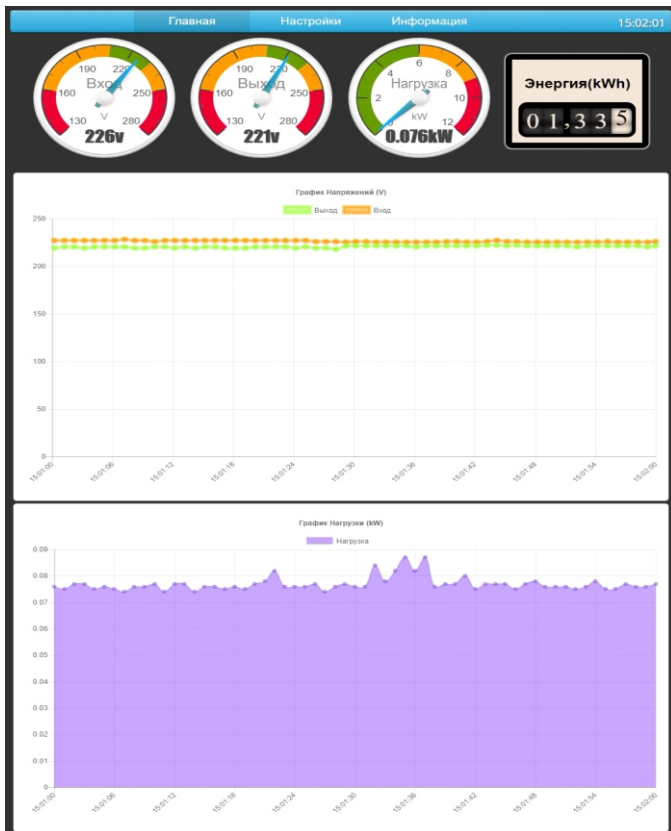 Главная Настройки Информация 15:02:01
130 160 190 220 250 280
Вход
V
226v
130 160 190 220 250 280
Выход
V
221v
0 2 4 6 8 10 12
Нагрузка
kW
0.076kW
Энергия(kWh)
01,335
График Напряжений (V)
Выход Вход
250
200
150
100
50
0
15:01:00 15:01:06 15:01:12 15:01:18 15:01:24 15:01:30 15:01:36 15:01:42 15:01:48 15:01:54 15:02:00
График Нагрузки (kW)
Нагрузка
0.09
0.08
0.07
0.06
0.05
0.04
0.03
0.02
0.01
0
15:01:00 15:01:06 15:01:12 15:01:18 15:01:24 15:01:30 15:01:36 15:01:42 15:01:48 15:01:54 15:02:00